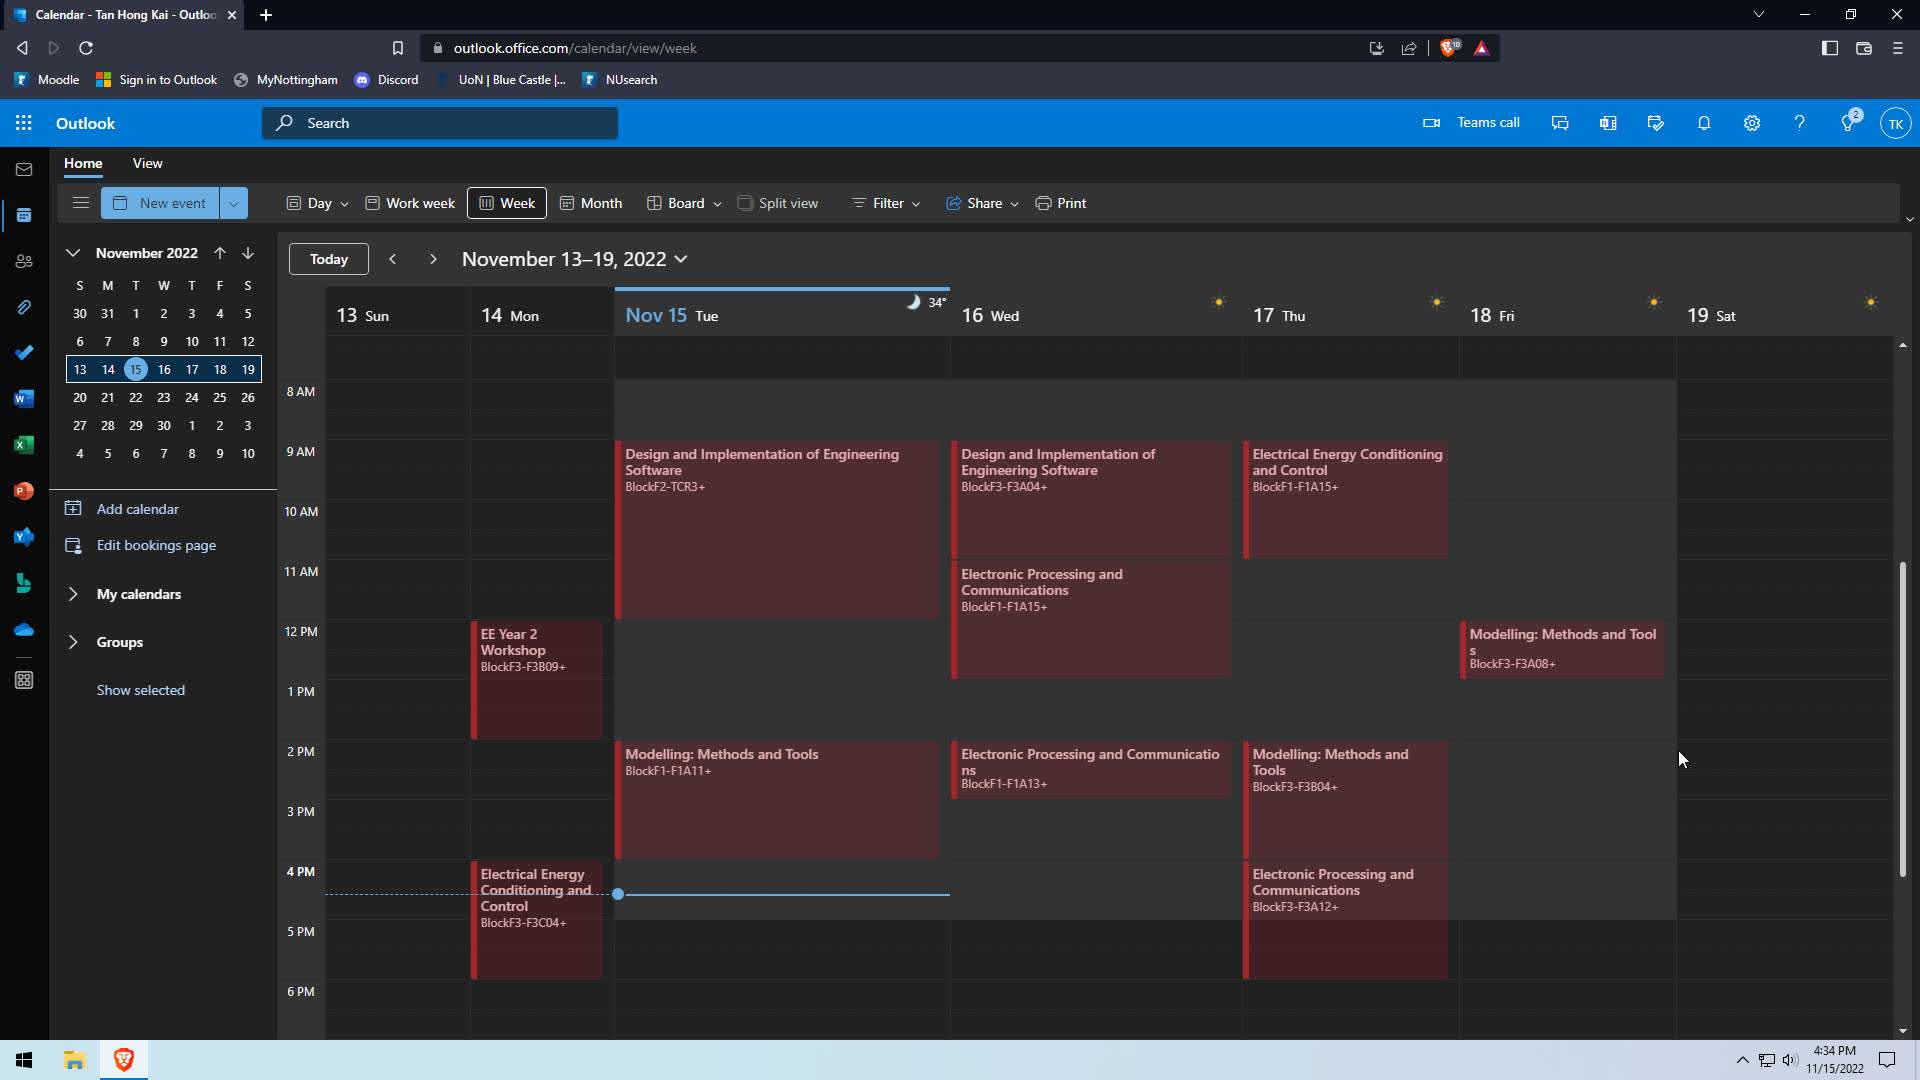 Calendar - Tan Hong Kai - Outloo
outlook.office.com/calendar/view/week
Moodle Sign in to Outlook MyNottingham Discord UoN | Blue Castle |... NUsearch
Outlook Search Teams call 2 TK
Home View
New event Day Work week Week Month Board Split view Filter Share Print
November 2022
S M T W T F S
30 31 1 2 3 4 5
6 7 8 9 10 11 12
13 14 15 16 17 18 19
20 21 22 23 24 25 26
27 28 29 30 1 2 3
4 5 6 7 8 9 10
Add calendar
Edit bookings page
My calendars
Groups
Show selected
Today November 13–19, 2022
13 Sun 14 Mon Nov 15 Tue 34° 16 Wed 17 Thu 18 Fri 19 Sat
8 AM
9 AM
10 AM
11 AM
12 PM
1 PM
2 PM
3 PM
4 PM
5 PM
6 PM
EE Year 2
Workshop
BlockF3-F3B09+
Electrical Energy
Conditioning and
Control
BlockF3-F3C04+
Design and Implementation of Engineering
Software
BlockF2-TCR3+
Modelling: Methods and Tools
BlockF1-F1A11+
Design and Implementation of
Engineering Software
BlockF3-F3A04+
Electronic Processing and
Communications
BlockF1-F1A15+
Electronic Processing and Communicatio
ns
BlockF1-F1A13+
Electrical Energy Conditioning
and Control
BlockF1-F1A15+
Modelling: Methods and
Tools
BlockF3-F3B04+
Electronic Processing and
Communications
BlockF3-F3A12+
Modelling: Methods and Tool
s
BlockF3-F3A08+
4:34 PM
11/15/2022